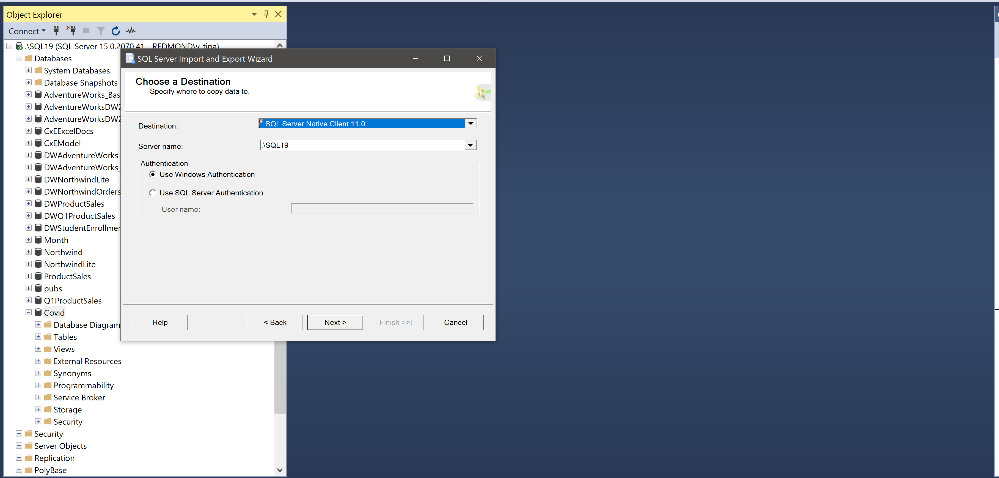 Object Explorer
Connect
.\SQL19 (SQL Server 15.0.2070.41 - REDMOND\v-tipa)
Databases
System Databases
Database Snapshots
AdventureWorks_Bas
AdventureWorksDW2
AdventureWorksDW2
CxEExcelDocs
CxEModel
DWAdventureWorks_
DWAdventureWorks_
DWNorthwindLite
DWNorthwindOrders
DWProductSales
DWQ1ProductSales
DWStudentEnrollmen
Month
Northwind
NorthwindLite
ProductSales
pubs
Q1ProductSales
Covid
Database Diagram
Tables
Views
External Resources
Synonyms
Programmability
Service Broker
Storage
Security
Security
Server Objects
Replication
PolyBase
SQL Server Import and Export Wizard
Choose a Destination
Specify where to copy data to.
Destination:
SQL Server Native Client 11.0
Server name:
.\SQL19
Authentication
Use Windows Authentication
Use SQL Server Authentication
User name:
Help
< Back
Next >
Finish >>|
Cancel